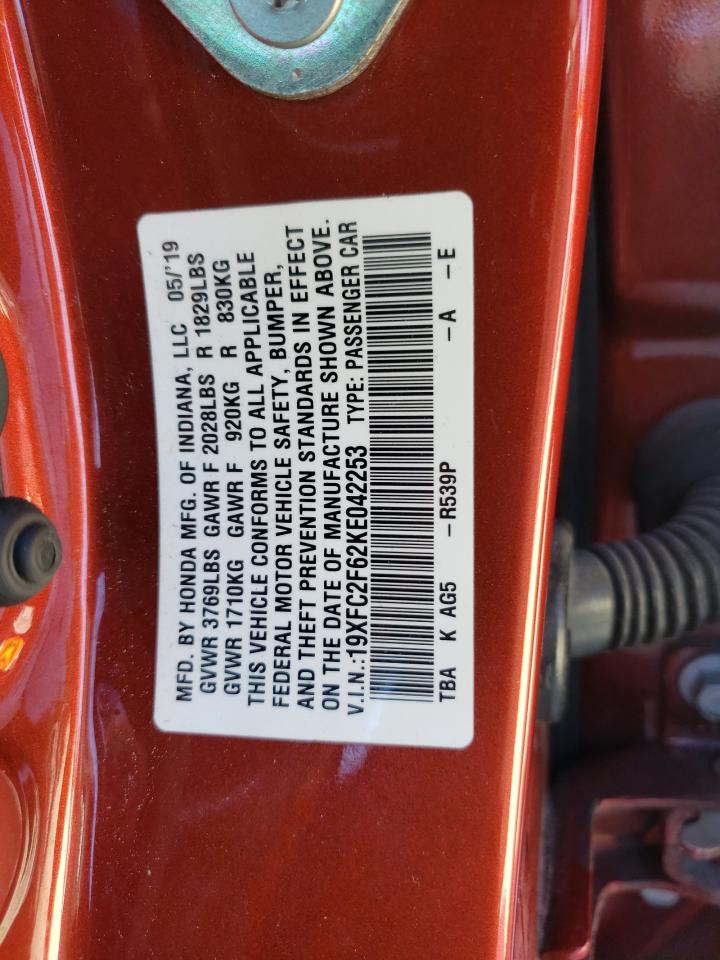 MFD. BY HONDA MFG. OF INDIANA, LLC 05/'19
GVWR 3769LBS GAWR F 2028LBS R 1829LBS
GVWR 1710KG GAWR F 920KG R 830KG
THIS VEHICLE CONFORMS TO ALL APPLICABLE
FEDERAL MOTOR VEHICLE SAFETY, BUMPER,
AND THEFT PREVENTION STANDARDS IN EFFECT
ON THE DATE OF MANUFACTURE SHOWN ABOVE.
V.I.N.:19XFC2F62KE042253 TYPE: PASSENGER CAR
TBA K AG5 -R539P -A -E